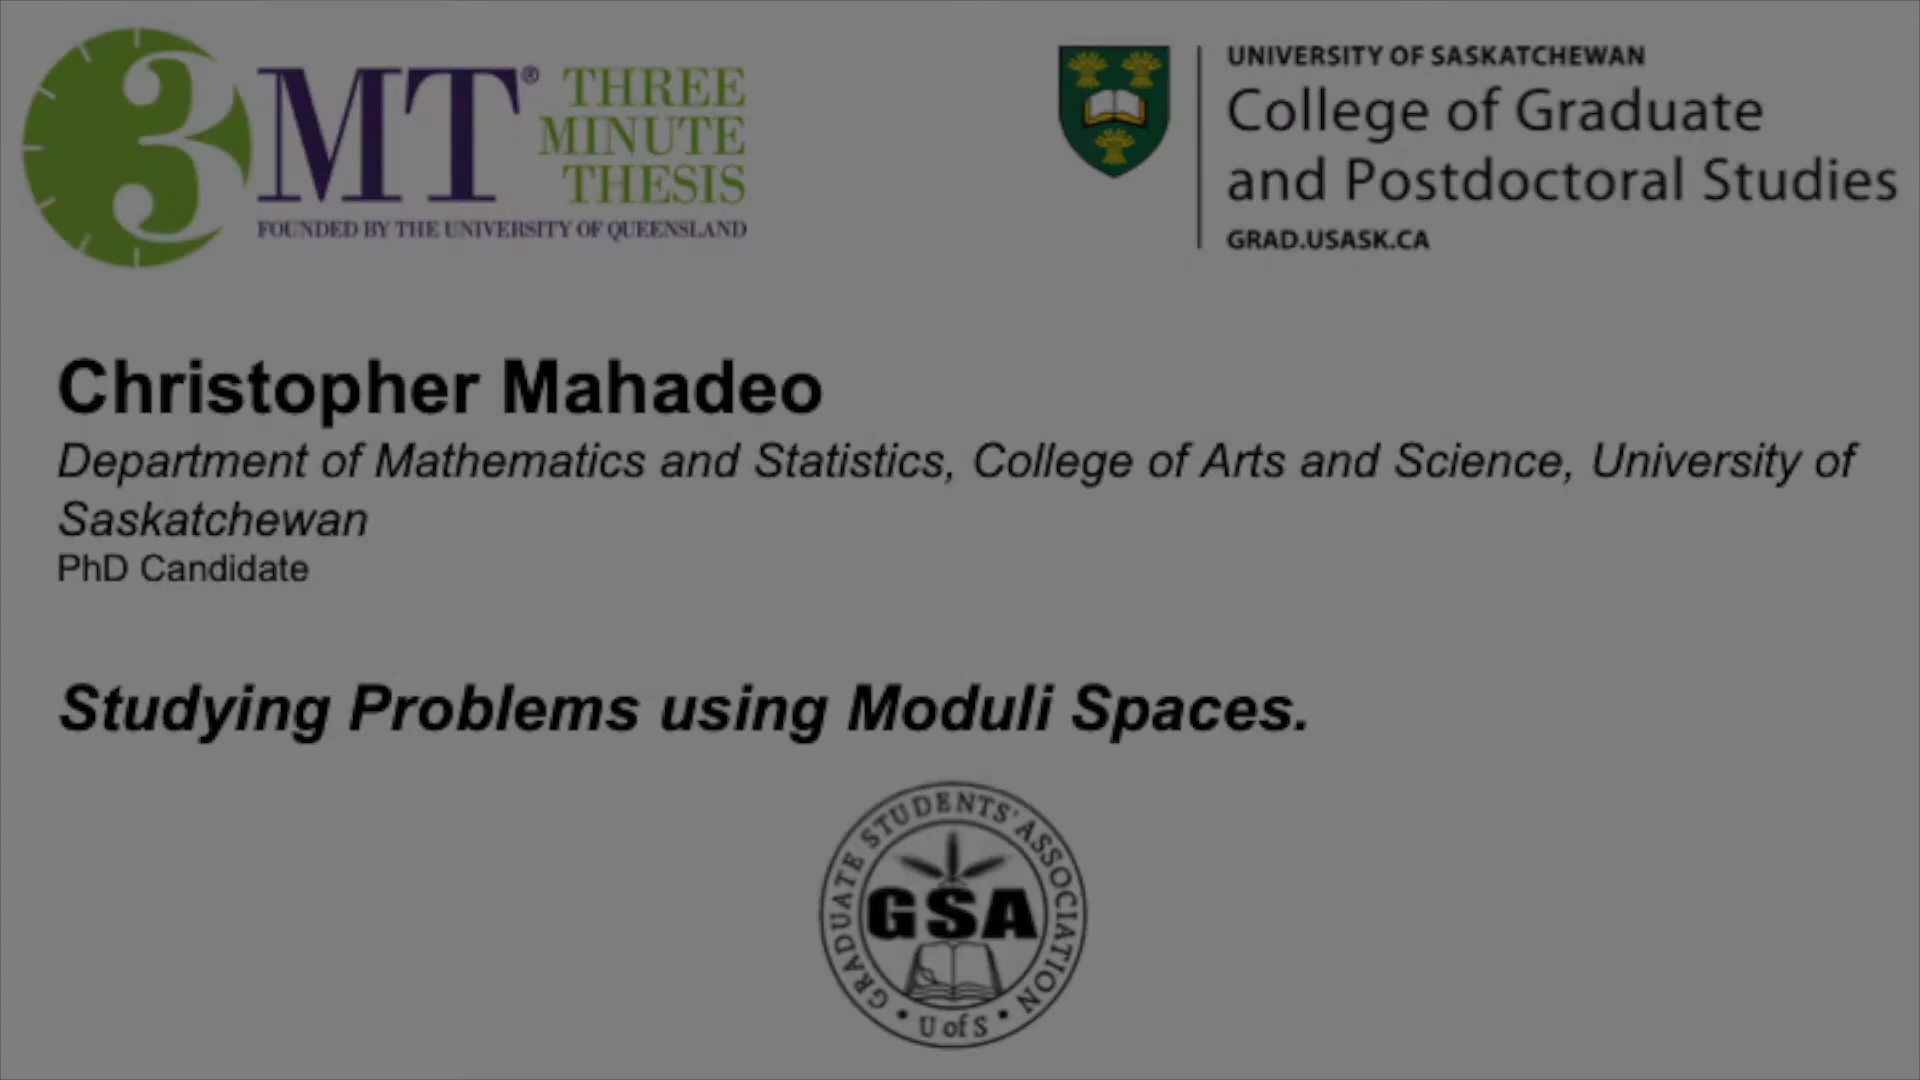 3MT® THREE
MINUTE
THESIS
FOUNDED BY THE UNIVERSITY OF QUEENSLAND
UNIVERSITY OF SASKATCHEWAN
College of Graduate
and Postdoctoral Studies
GRAD.USASK.CA
Christopher Mahadeo
Department of Mathematics and Statistics, College of Arts and Science, University of
Saskatchewan
PhD Candidate
Studying Problems using Moduli Spaces.
GRADUATE STUDENTS' ASSOCIATION
GSA
• U of S •